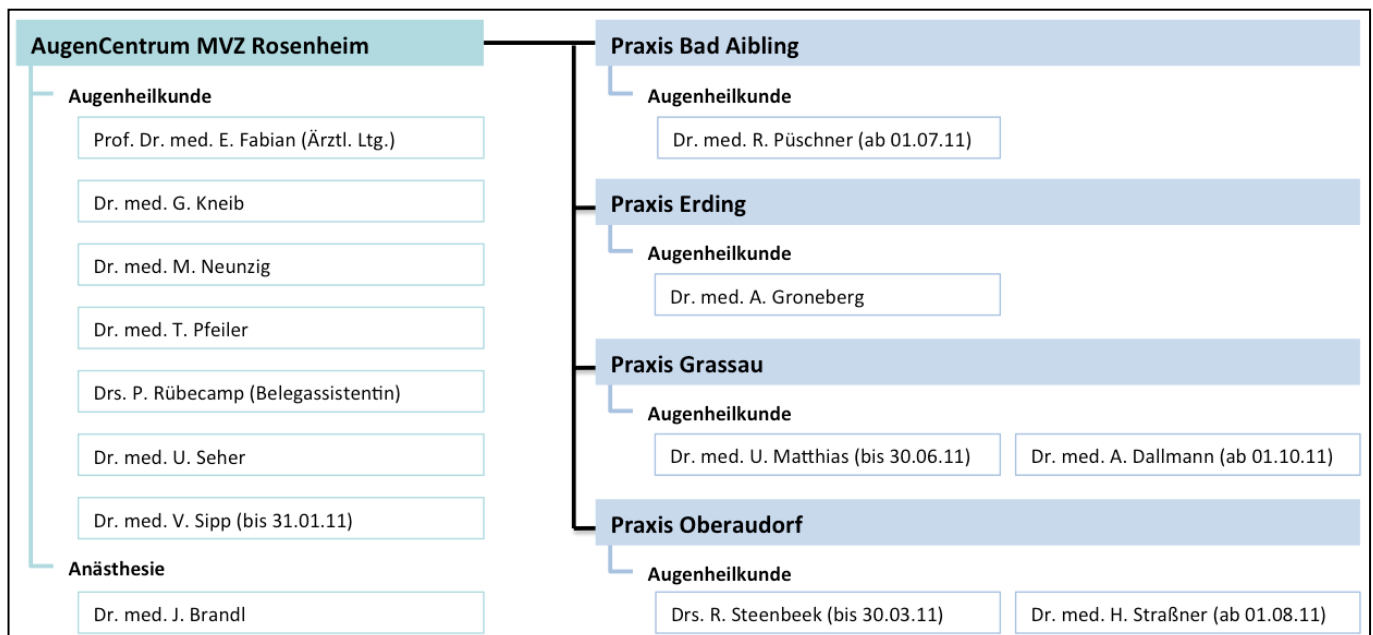 AugenCentrum MVZ Rosenheim
Augenheilkunde
Prof. Dr. med. E. Fabian (Ärztl. Ltg.)
Dr. med. G. Kneib
Dr. med. M. Neunzig
Dr. med. T. Pfeiler
Drs. P. Rübecamp (Belegassistentin)
Dr. med. U. Seher
Dr. med. V. Sipp (bis 31.01.11)
Anästhesie
Dr. med. J. Brandl
Praxis Bad Aibling
Augenheilkunde
Dr. med. R. Püschner (ab 01.07.11)
Praxis Erding
Augenheilkunde
Dr. med. A. Groneberg
Praxis Grassau
Augenheilkunde
Dr. med. U. Matthias (bis 30.06.11)
Dr. med. A. Dallmann (ab 01.10.11)
Praxis Oberaudorf
Augenheilkunde
Drs. R. Steenbeek (bis 30.03.11)
Dr. med. H. Straßner (ab 01.08.11)